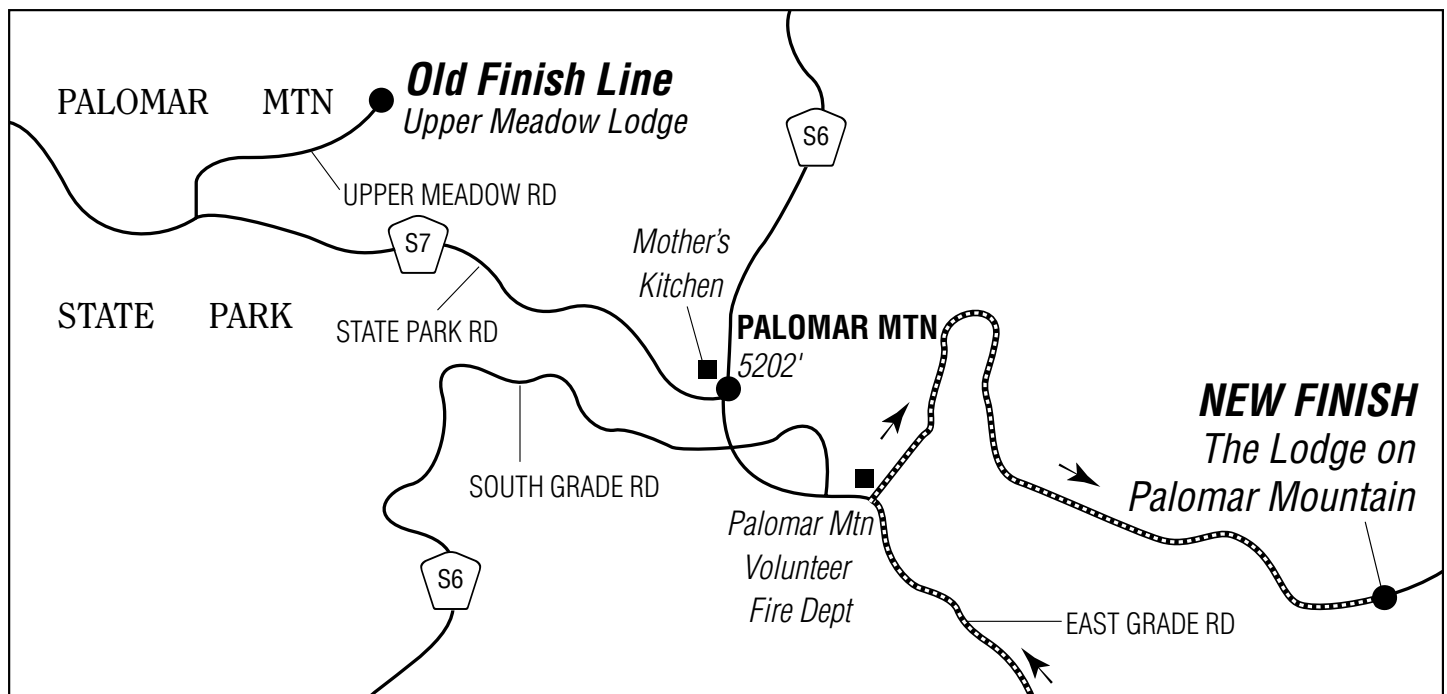 PALOMAR MTN
Old Finish Line
Upper Meadow Lodge
S6
UPPER MEADOW RD
S7
Mother's
Kitchen
STATE PARK
STATE PARK RD
PALOMAR MTN
5202'
NEW FINISH
The Lodge on
Palomar Mountain
SOUTH GRADE RD
Palomar Mtn
Volunteer
Fire Dept
S6
EAST GRADE RD